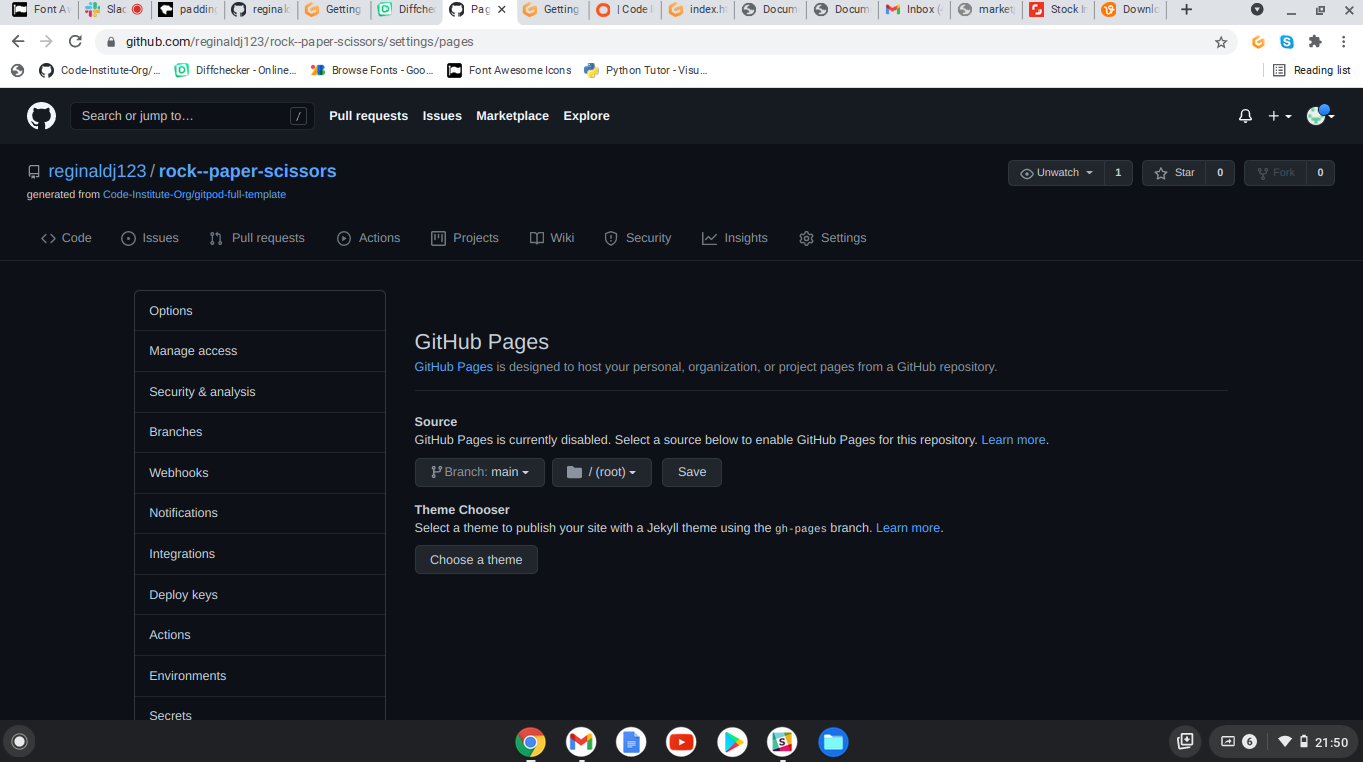 Font Aw
Slac
padding
reginald
Getting
Diffche
Pag
Getting
| Code I
index.h
Docum
Docum
Inbox (4
market
Stock I
Downlo
github.com/reginaldj123/rock--paper-scissors/settings/pages
Code-Institute-Org/...
Diffchecker - Online...
Browse Fonts - Goo...
Font Awesome Icons
Python Tutor - Visu...
Reading list
Search or jump to…
/
Pull requests
Issues
Marketplace
Explore
reginaldj123 / rock--paper-scissors
Unwatch
1
Star
0
Fork
0
generated from Code-Institute-Org/gitpod-full-template
Code
Issues
Pull requests
Actions
Projects
Wiki
Security
Insights
Settings
Options
Manage access
Security & analysis
Branches
Webhooks
Notifications
Integrations
Deploy keys
Actions
Environments
Secrets
GitHub Pages
GitHub Pages is designed to host your personal, organization, or project pages from a GitHub repository.
Source
GitHub Pages is currently disabled. Select a source below to enable GitHub Pages for this repository. Learn more.
Branch: main
/ (root)
Save
Theme Chooser
Select a theme to publish your site with a Jekyll theme using the gh-pages branch. Learn more.
Choose a theme
6
21:50